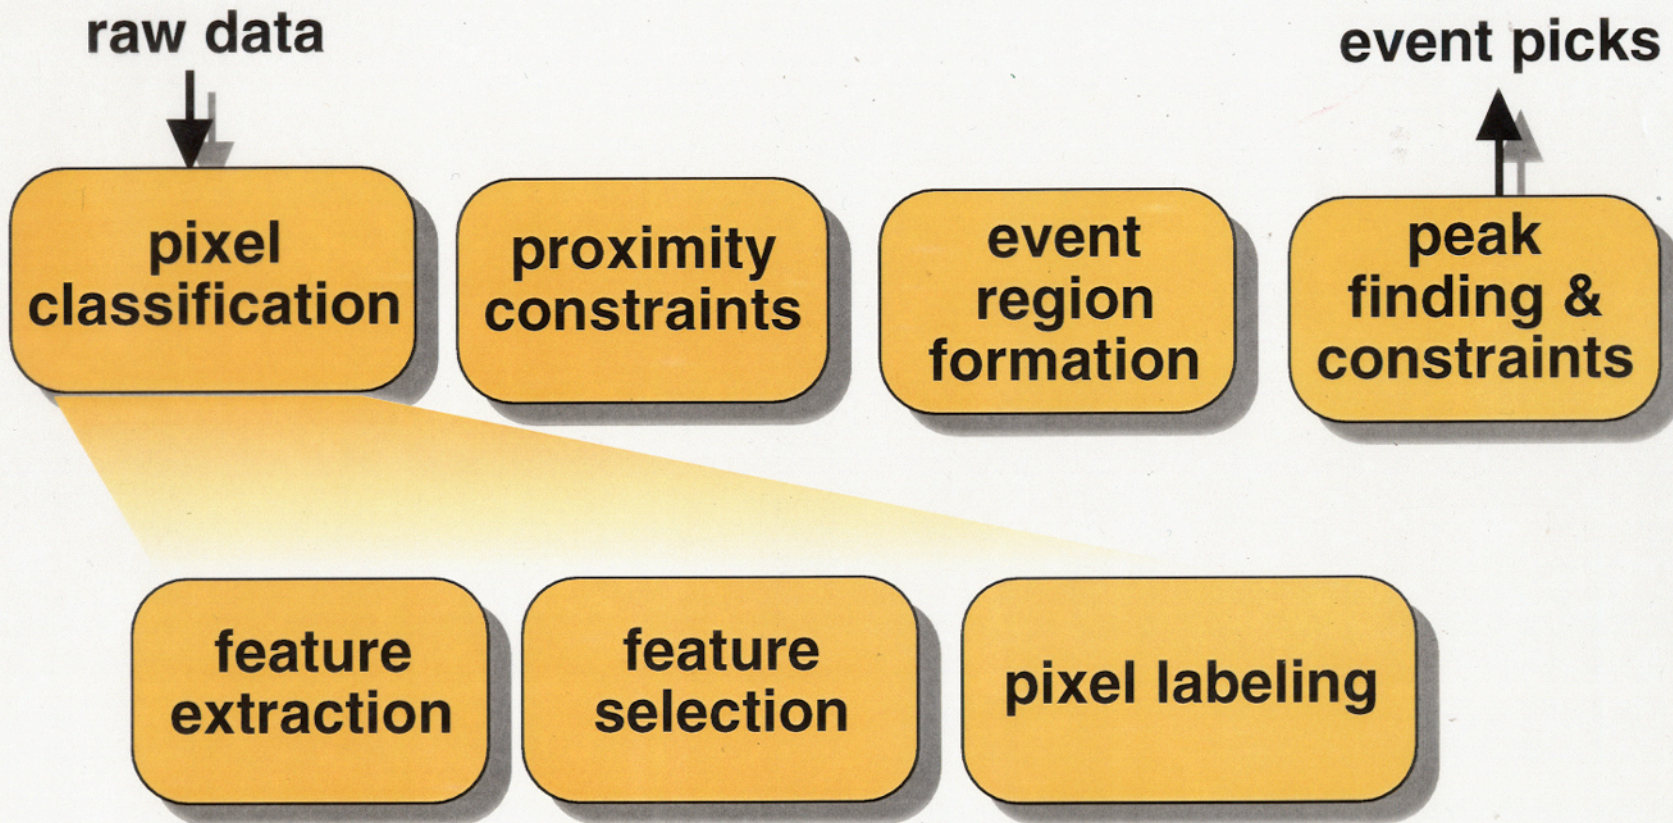 raw data
event picks
pixel
classification
proximity
constraints
event
region
formation
peak
finding &
constraints
feature
extraction
feature
selection
pixel labeling